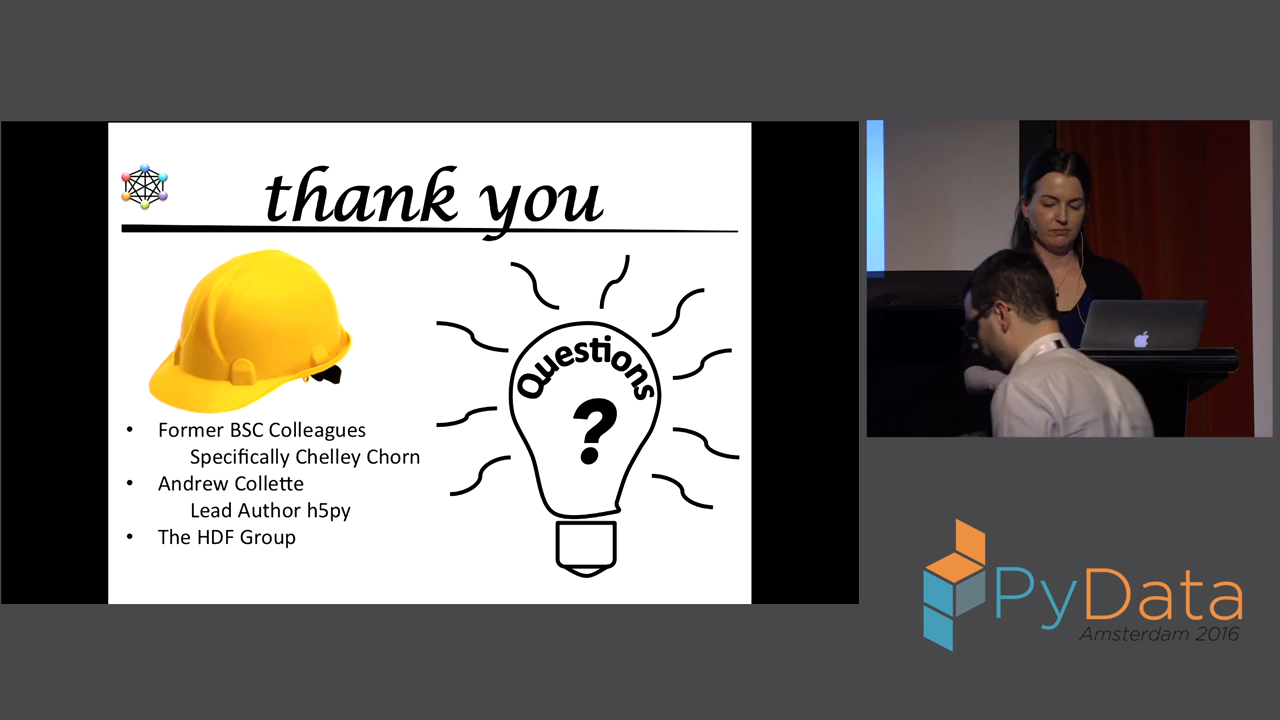 thank you
• Former BSC Colleagues
Specifically Chelley Chorn
• Andrew Collette
Lead Author h5py
• The HDF Group
Questions
?
PyData
Amsterdam 2016